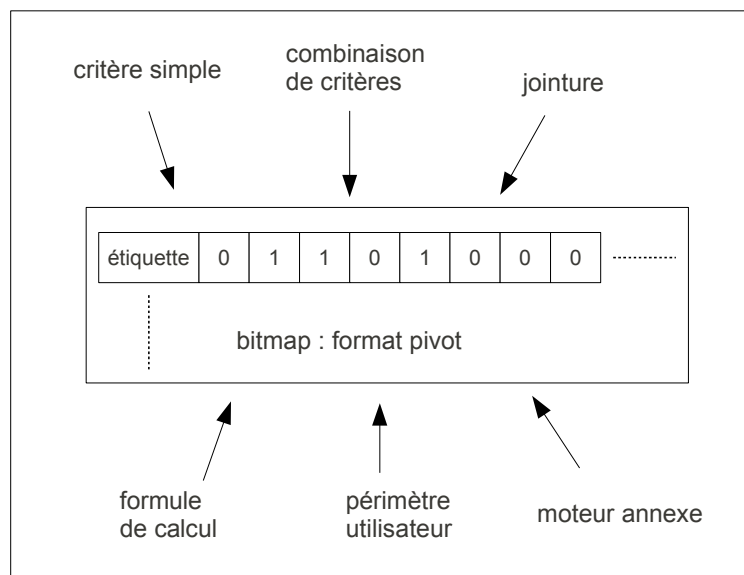 critère simple
combinaison
de critères
jointure
étiquette 0 1 1 0 1 0 0 0
bitmap : format pivot
formule
de calcul
périmètre
utilisateur
moteur annexe